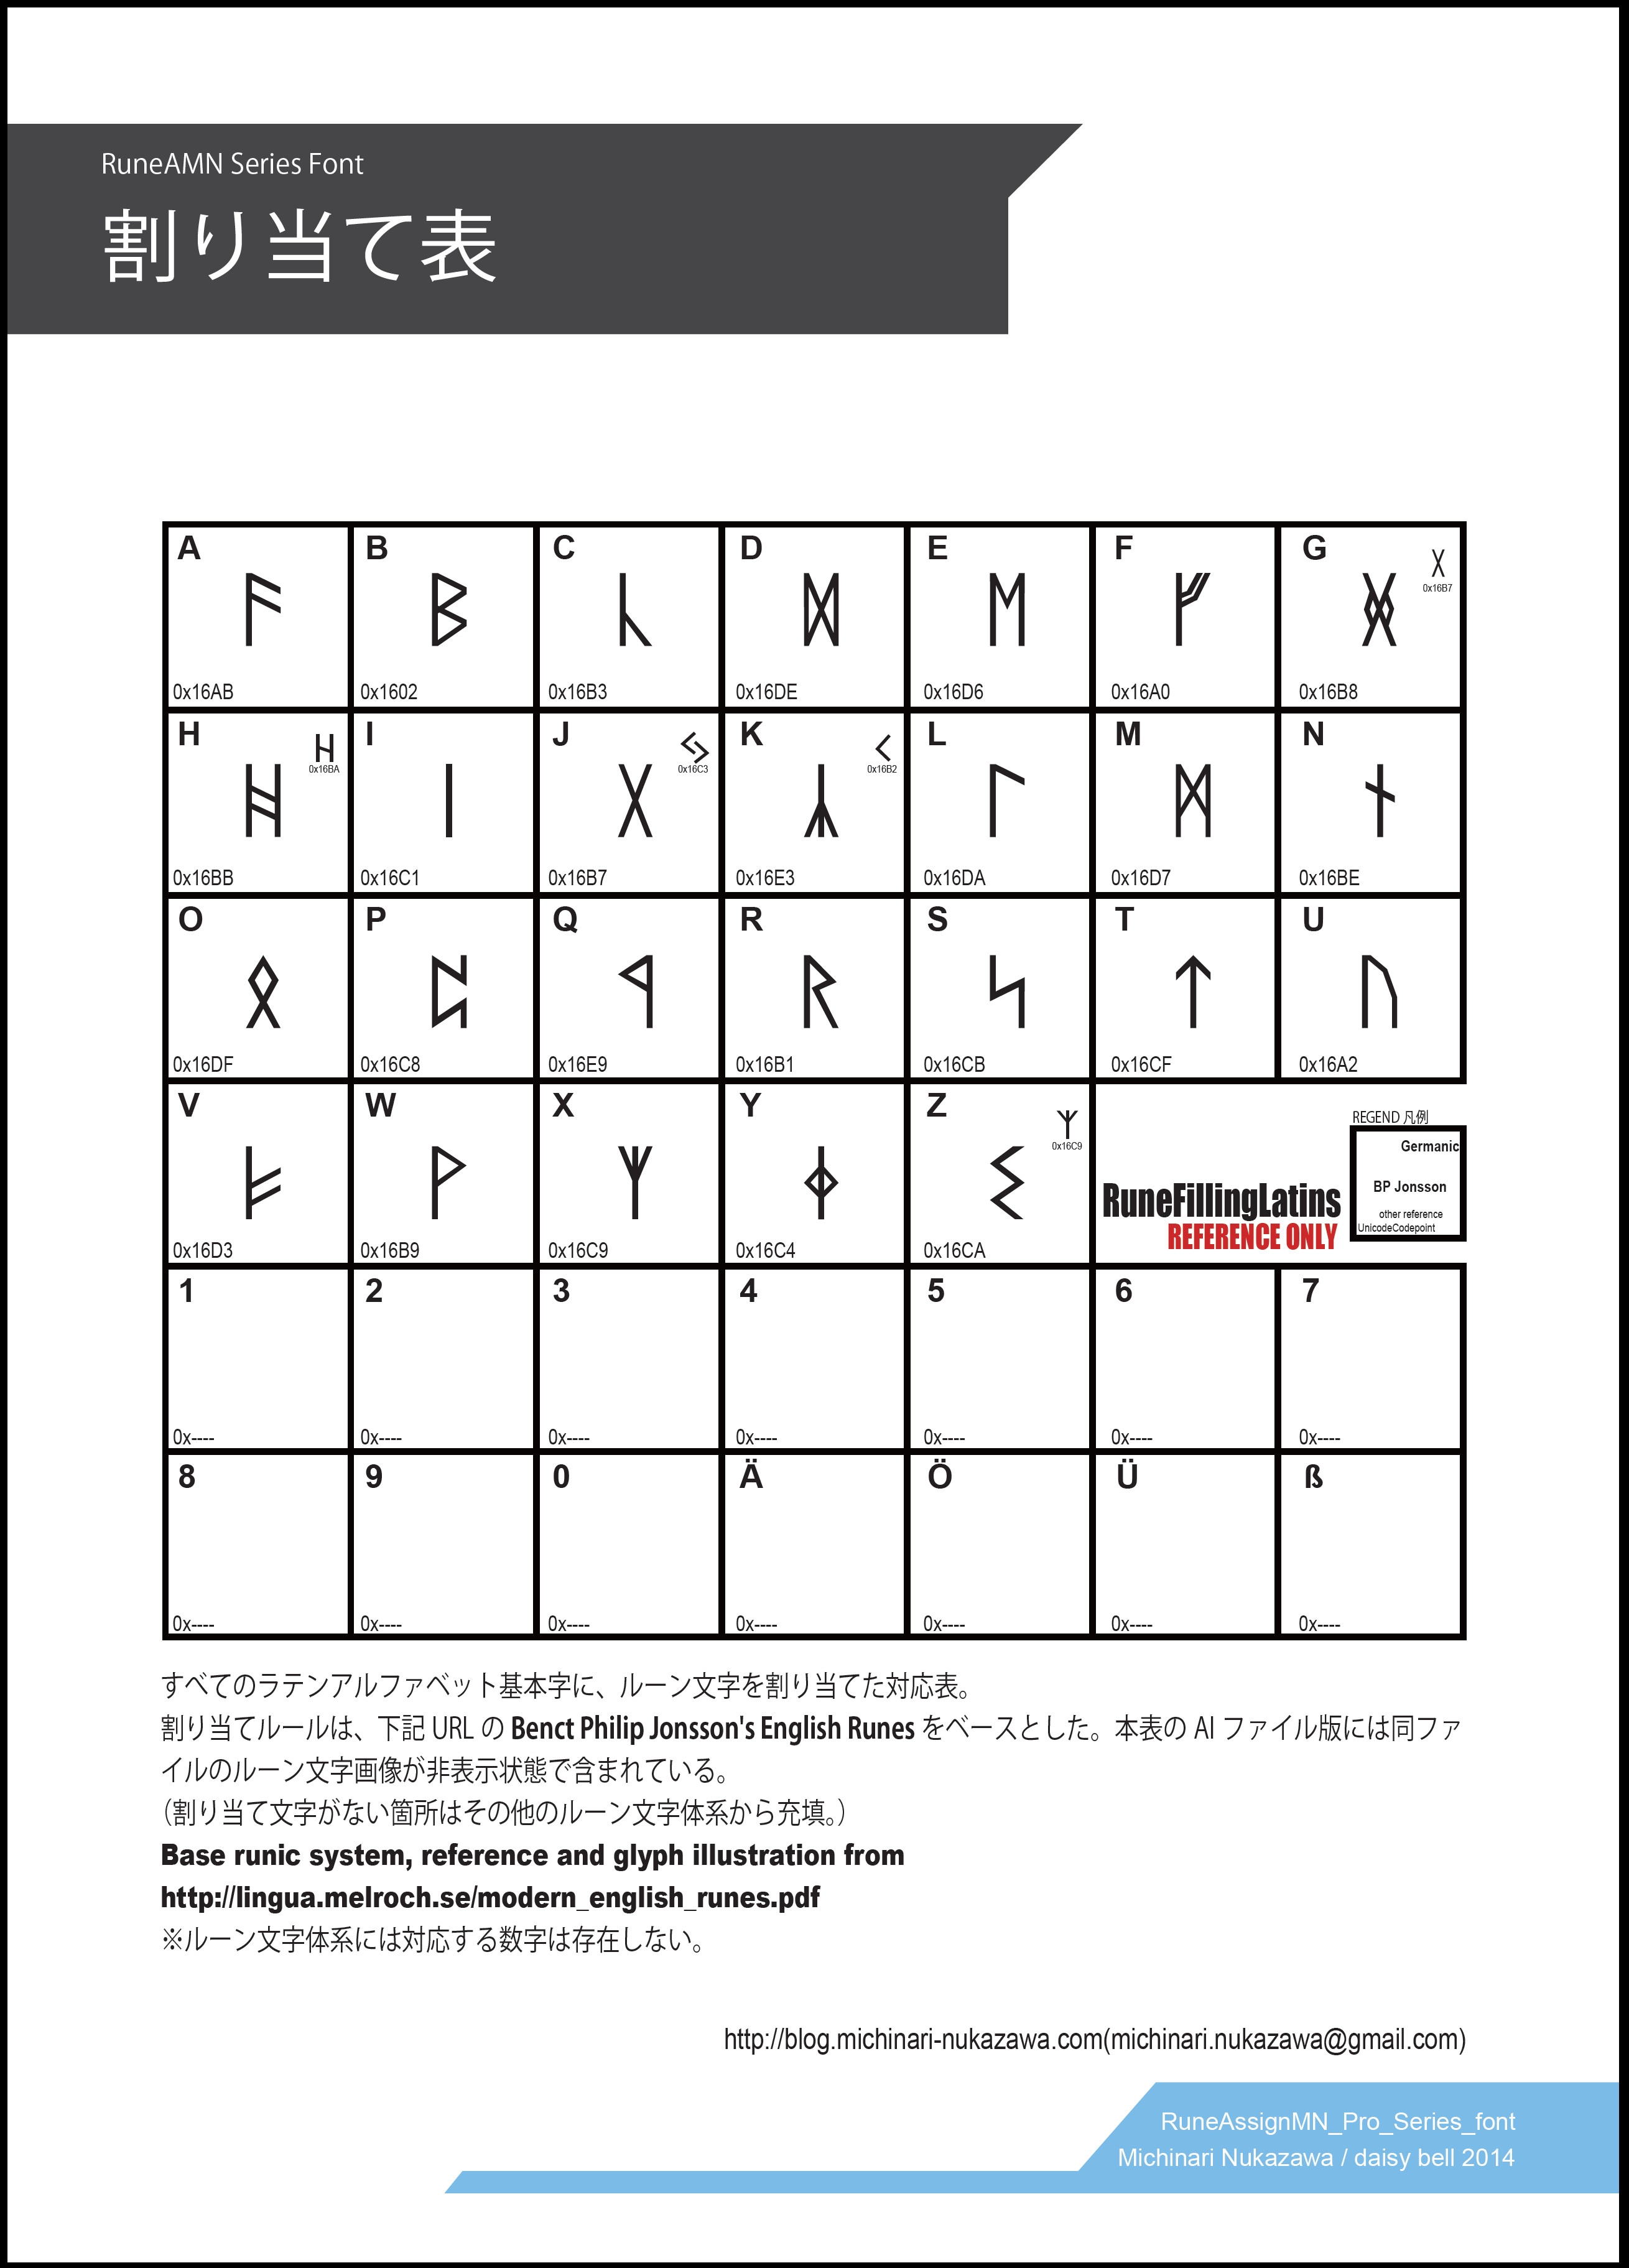 RuneAMN Series Font
割り当て表
A ᚫ 0x16AB
B ᛒ 0x1602
C ᚳ 0x16B3
D ᛞ 0x16DE
E ᛖ 0x16D6
F ᚠ 0x16A0
G ᚷ 0x16B7 ᚸ 0x16B8
H ᚺ 0x16BA ᚻ 0x16BB
I ᛁ 0x16C1
J ᛃ 0x16C3 ᚷ 0x16B7
K ᚲ 0x16B2 ᛣ 0x16E3
L ᛚ 0x16DA
M ᛗ 0x16D7
N ᚾ 0x16BE
O ᛟ 0x16DF
P ᛈ 0x16C8
Q ᛩ 0x16E9
R ᚱ 0x16B1
S ᛋ 0x16CB
T ᛏ 0x16CF
U ᚢ 0x16A2
V ᛓ 0x16D3
W ᚹ 0x16B9
X ᛉ 0x16C9
Y ᛄ 0x16C4
Z ᛉ 0x16C9 ᛊ 0x16CA
RuneFillingLatins
REFERENCE ONLY
REGEND 凡例
Germanic
BP Jonsson
other reference
UnicodeCodepoint
1 0x----
2 0x----
3 0x----
4 0x----
5 0x----
6 0x----
7 0x----
8 0x----
9 0x----
0 0x----
Ä 0x----
Ö 0x----
Ü 0x----
ß 0x----
すべてのラテンアルファベット基本字に、ルーン文字を割り当てた対応表。
割り当てルールは、下記 URL の Benct Philip Jonsson's English Runes をベースとした。本表の AI ファイル版には同ファ
イルのルーン文字画像が非表示状態で含まれている。
（割り当て文字がない箇所はその他のルーン文字体系から充填。）
Base runic system, reference and glyph illustration from
http://lingua.melroch.se/modern_english_runes.pdf
※ルーン文字体系には対応する数字は存在しない。
http://blog.michinari-nukazawa.com(michinari.nukazawa@gmail.com)
RuneAssignMN_Pro_Series_font
Michinari Nukazawa / daisy bell 2014